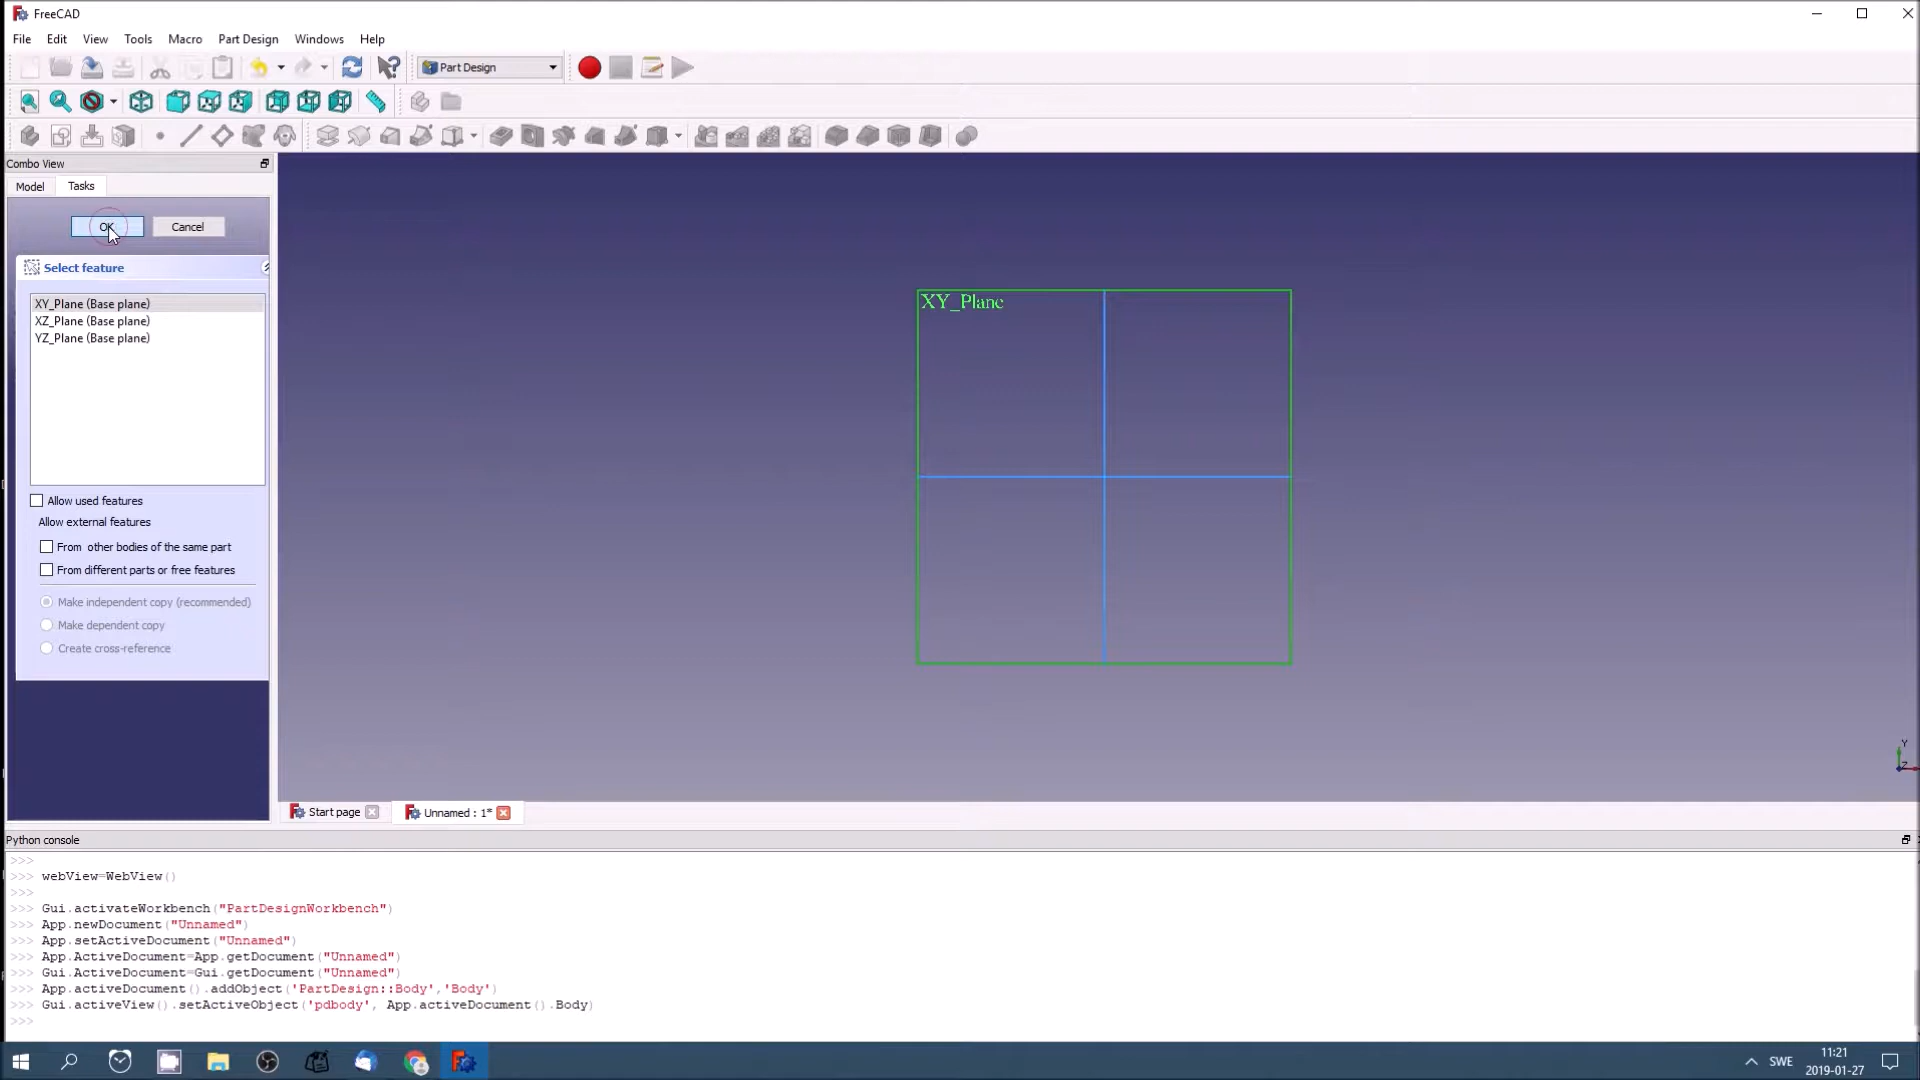 FreeCAD
File Edit View Tools Macro Part Design Windows Help
Part Design
Combo View
Model Tasks
OK Cancel
Select feature
XY_Plane (Base plane)
XZ_Plane (Base plane)
YZ_Plane (Base plane)
Allow used features
Allow external features
From other bodies of the same part
From different parts or free features
Make independent copy (recommended)
Make dependent copy
Create cross-reference
XY_Plane
Y
Z
Start page Unnamed : 1*
Python console
>>>
>>> webView=WebView()
>>>
>>> Gui.activateWorkbench("PartDesignWorkbench")
>>> App.newDocument("Unnamed")
>>> App.setActiveDocument("Unnamed")
>>> App.ActiveDocument=App.getDocument("Unnamed")
>>> Gui.ActiveDocument=Gui.getDocument("Unnamed")
>>> App.activeDocument().addObject('PartDesign::Body','Body')
>>> Gui.activeView().setActiveObject('pdbody', App.activeDocument().Body)
>>>
SWE
11:21
2019-01-27